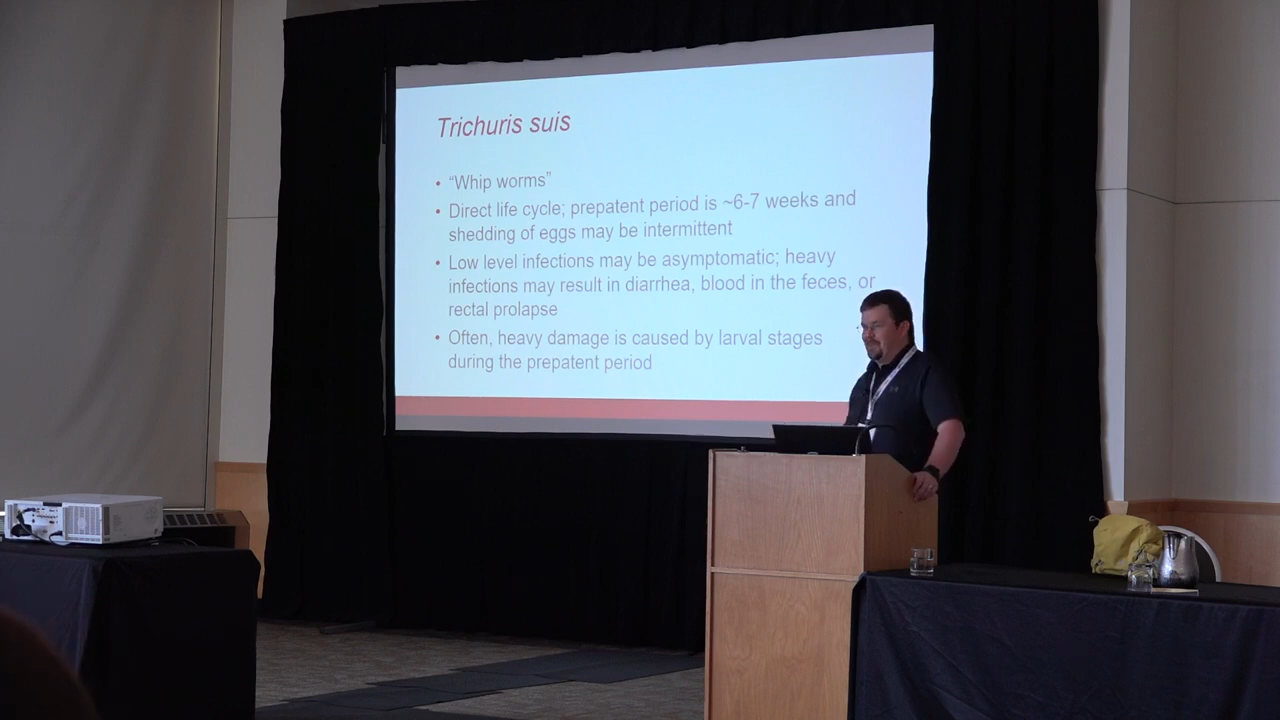 Trichuris suis
• "Whip worms"
• Direct life cycle; prepatent period is ~6-7 weeks and
shedding of eggs may be intermittent
• Low level infections may be asymptomatic; heavy
infections may result in diarrhea, blood in the feces, or
rectal prolapse
• Often, heavy damage is caused by larval stages
during the prepatent period